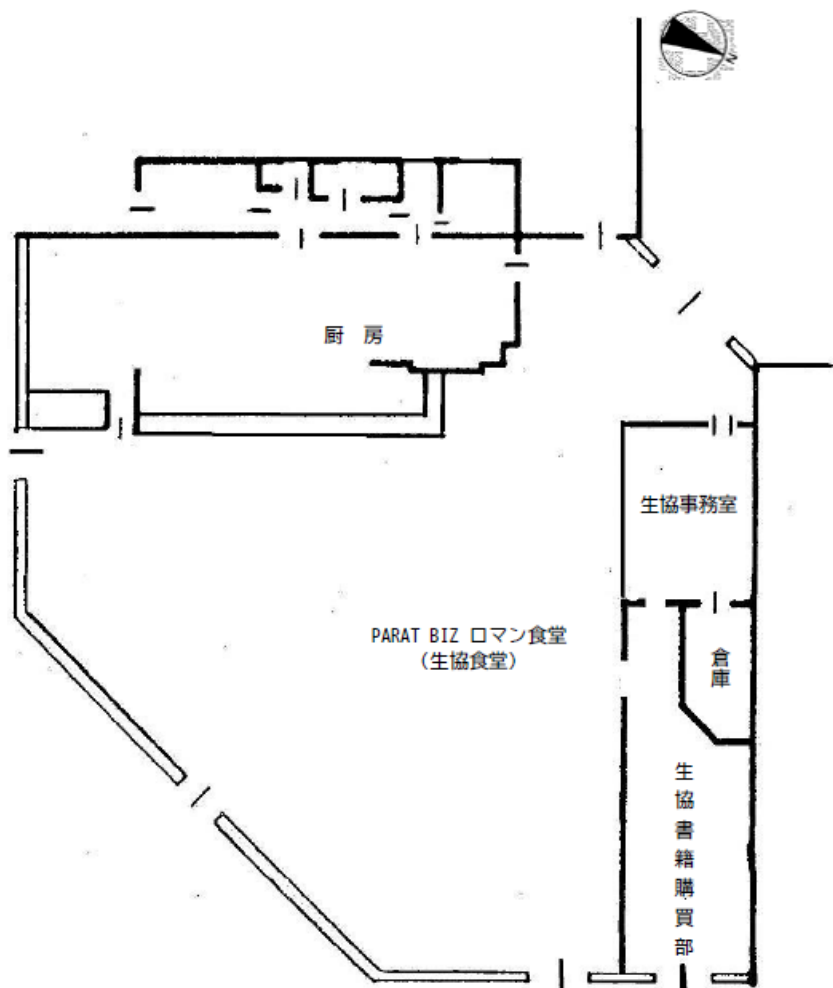 N
厨 房
生協事務室
PARAT BIZ ロマン食堂
(生協食堂)
倉庫
生協書籍購買部